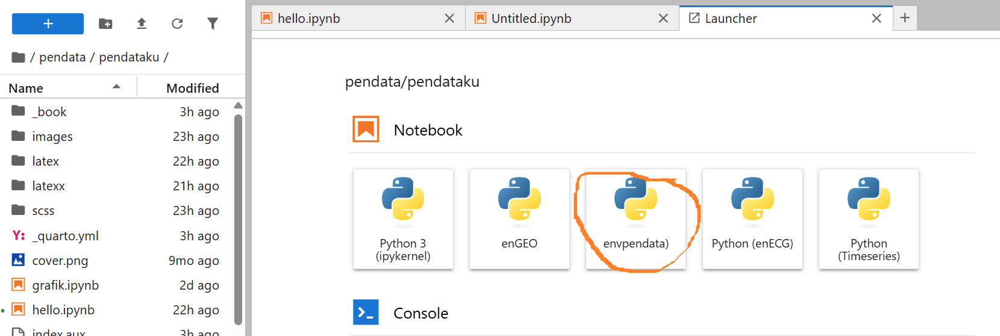 hello.ipynb
Untitled.ipynb
Launcher
/ pendata / pendataku /
Name Modified
_book 3h ago
images 23h ago
latex 22h ago
latexx 21h ago
scss 23h ago
Y: _quarto.yml 3h ago
cover.png 9mo ago
grafik.ipynb 2d ago
hello.ipynb 22h ago
index.aux 3h ago
pendata/pendataku
Notebook
Python 3
(ipykernel)
enGEO
envpendata)
Python (enECG)
Python
(Timeseries)
Console